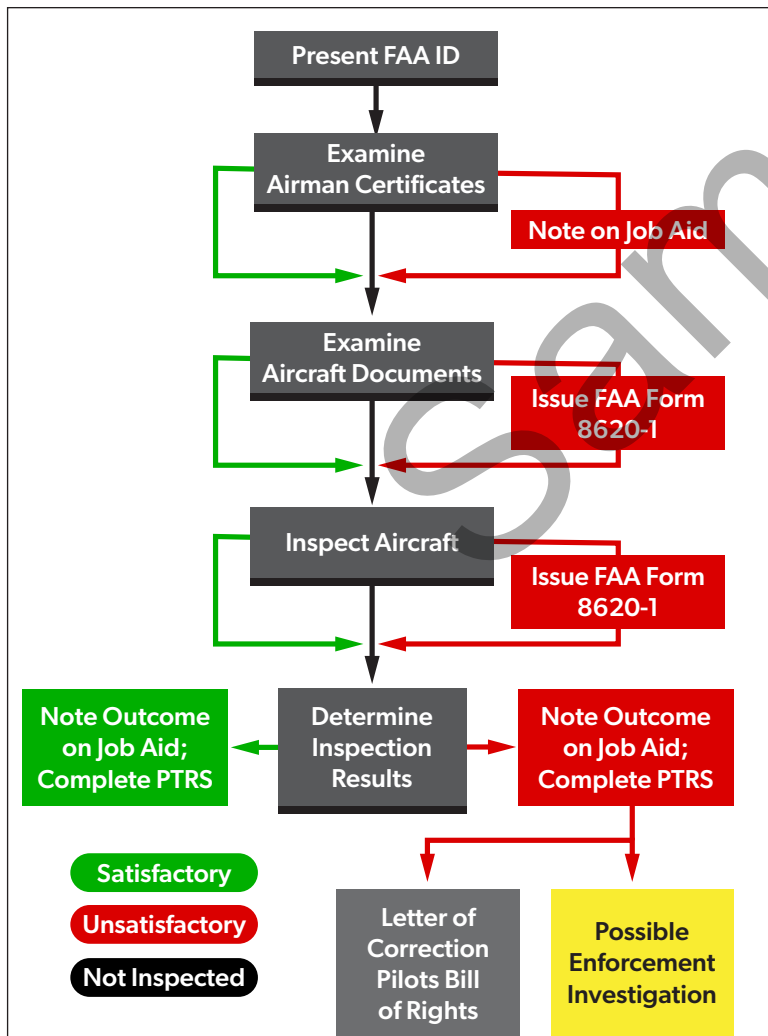 Present FAA ID
Examine
Airman Certificates
Note on Job Aid
Examine
Aircraft Documents
Issue FAA Form
8620-1
Inspect Aircraft
Issue FAA Form
8620-1
Note Outcome
on Job Aid;
Complete PTRS
Determine
Inspection
Results
Note Outcome
on Job Aid;
Complete PTRS
Satisfactory
Unsatisfactory
Not Inspected
Letter of
Correction
Pilots Bill
of Rights
Possible
Enforcement
Investigation
Sam